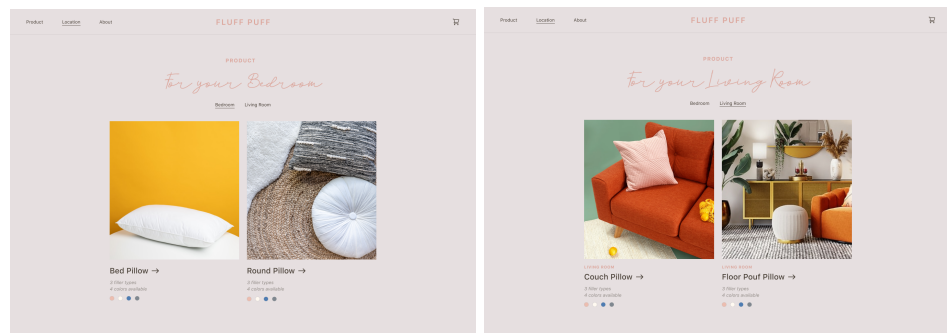 Product Location About FLUFF PUFF
PRODUCT
For your Bedroom
Bedroom Living Room
Bed Pillow →
3 filler types
4 colors available
Round Pillow →
3 filler types
4 colors available
Product Location About FLUFF PUFF
PRODUCT
For your Living Room
Bedroom Living Room
LIVING ROOM
Couch Pillow →
3 filler types
4 colors available
LIVING ROOM
Floor Pouf Pillow →
3 filler types
4 colors available